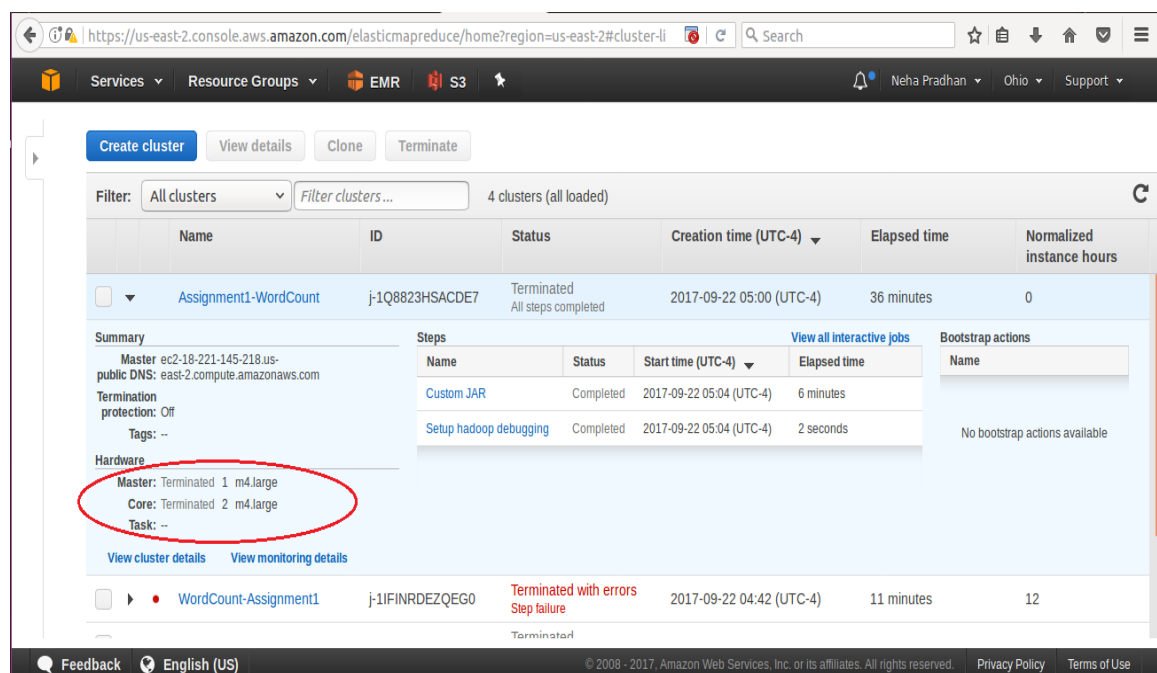 https://us-east-2.console.aws.amazon.com/elasticmapreduce/home?region=us-east-2#cluster-li Search
Services Resource Groups EMR S3 Neha Pradhan Ohio Support
Create cluster View details Clone Terminate
Filter: All clusters Filter clusters ... 4 clusters (all loaded)
Name ID Status Creation time (UTC-4) Elapsed time Normalized
instance hours
Assignment1-WordCount j-1Q8823HSACDE7 Terminated 2017-09-22 05:00 (UTC-4) 36 minutes 0
All steps completed
Summary Steps View all interactive jobs Bootstrap actions
Master ec2-18-221-145-218.us- Name Status Start time (UTC-4) Elapsed time Name
public DNS: east-2.compute.amazonaws.com
Termination Custom JAR Completed 2017-09-22 05:04 (UTC-4) 6 minutes
protection: Off
Tags: -- Setup hadoop debugging Completed 2017-09-22 05:04 (UTC-4) 2 seconds No bootstrap actions available
Hardware
Master: Terminated 1 m4.large
Core: Terminated 2 m4.large
Task: --
View cluster details View monitoring details
WordCount-Assignment1 j-1IFINRDEZQEG0 Terminated with errors 2017-09-22 04:42 (UTC-4) 11 minutes 12
Step failure
Terminated
Feedback English (US) © 2008 - 2017, Amazon Web Services, Inc. or its affiliates. All rights reserved. Privacy Policy Terms of Use